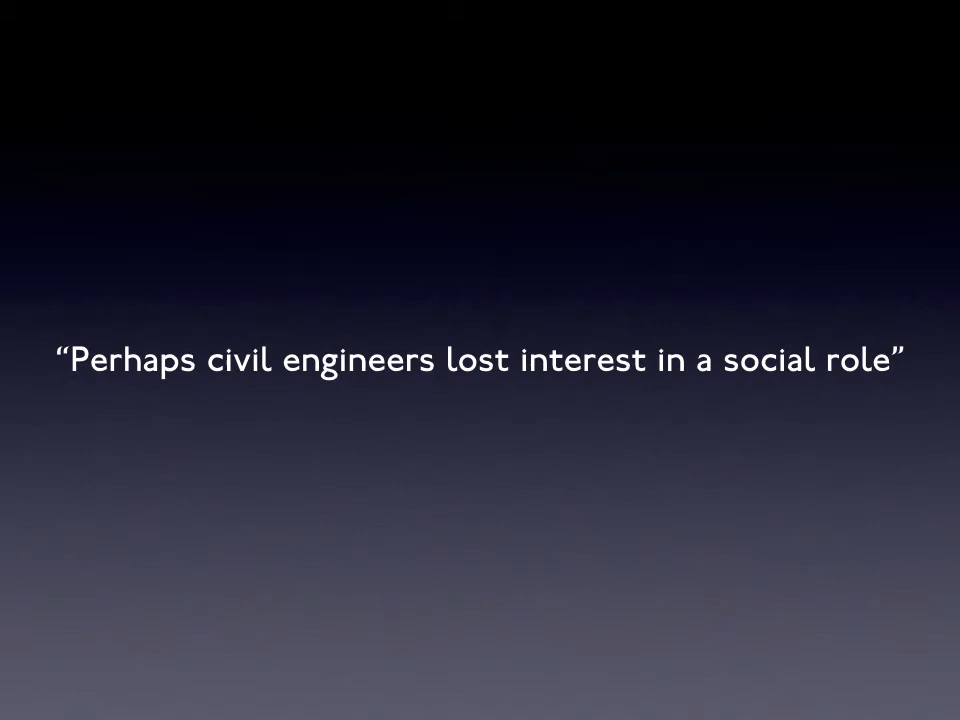 “Perhaps civil engineers lost interest in a social role”